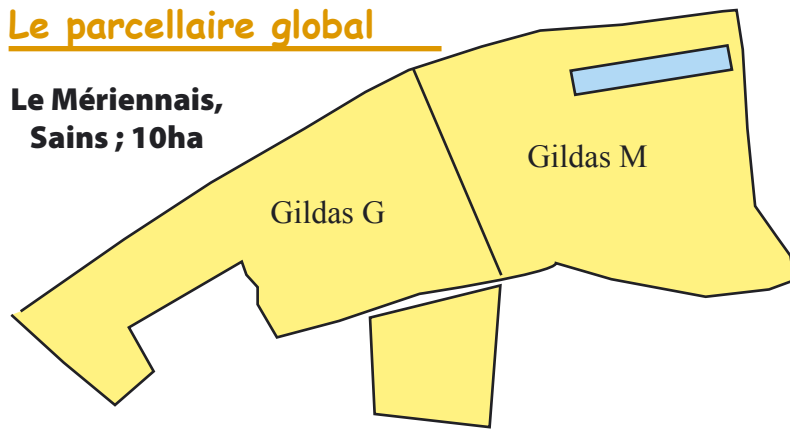 Le parcellaire global
Le Mériennais,
Sains ; 10ha
Gildas M
Gildas G